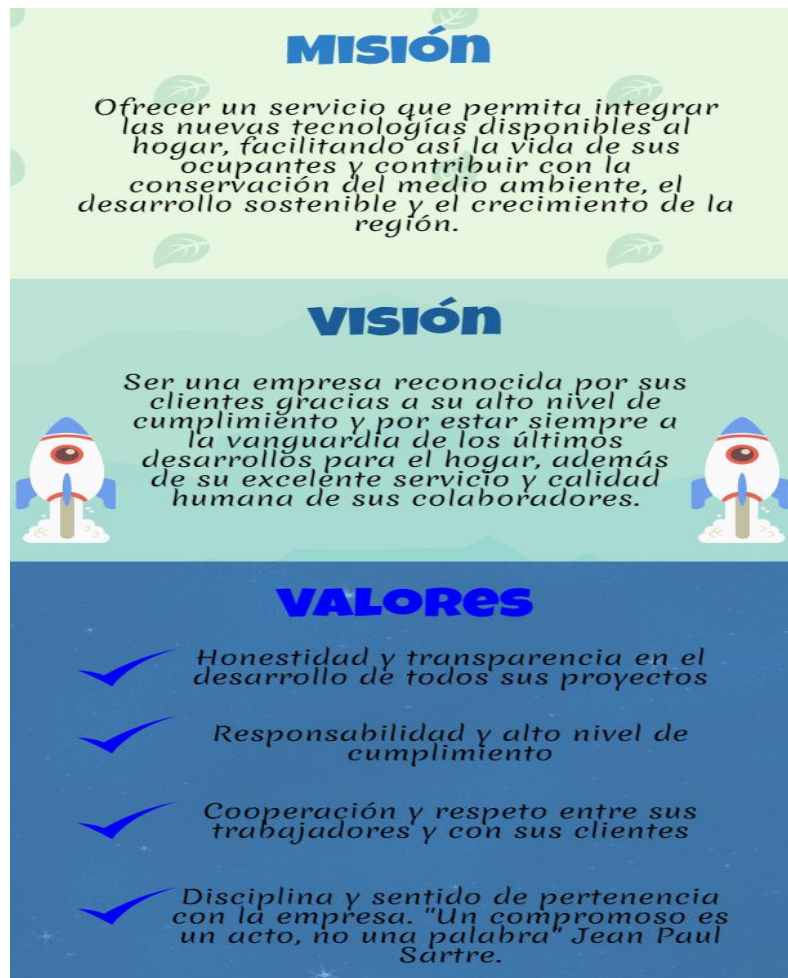 Misión
Ofrecer un servicio que permita integrar
las nuevas tecnologías disponibles al
hogar, facilitando así la vida de sus
ocupantes y contribuir con la
conservación del medio ambiente, el
desarrollo sostenible y el crecimiento de la
región.
Visión
Ser una empresa reconocida por sus
clientes gracias a su alto nivel de
cumplimiento y por estar siempre a
la vanguardia de los últimos
desarrollos para el hogar, además
de su excelente servicio y calidad
humana de sus colaboradores.
Valores
Honestidad y transparencia en el
desarrollo de todos sus proyectos
Responsabilidad y alto nivel de
cumplimiento
Cooperación y respeto entre sus
trabajadores y con sus clientes
Disciplina y sentido de pertenencia
con la empresa. "Un compromoso es
un acto, no una palabra" Jean Paul
Sartre.